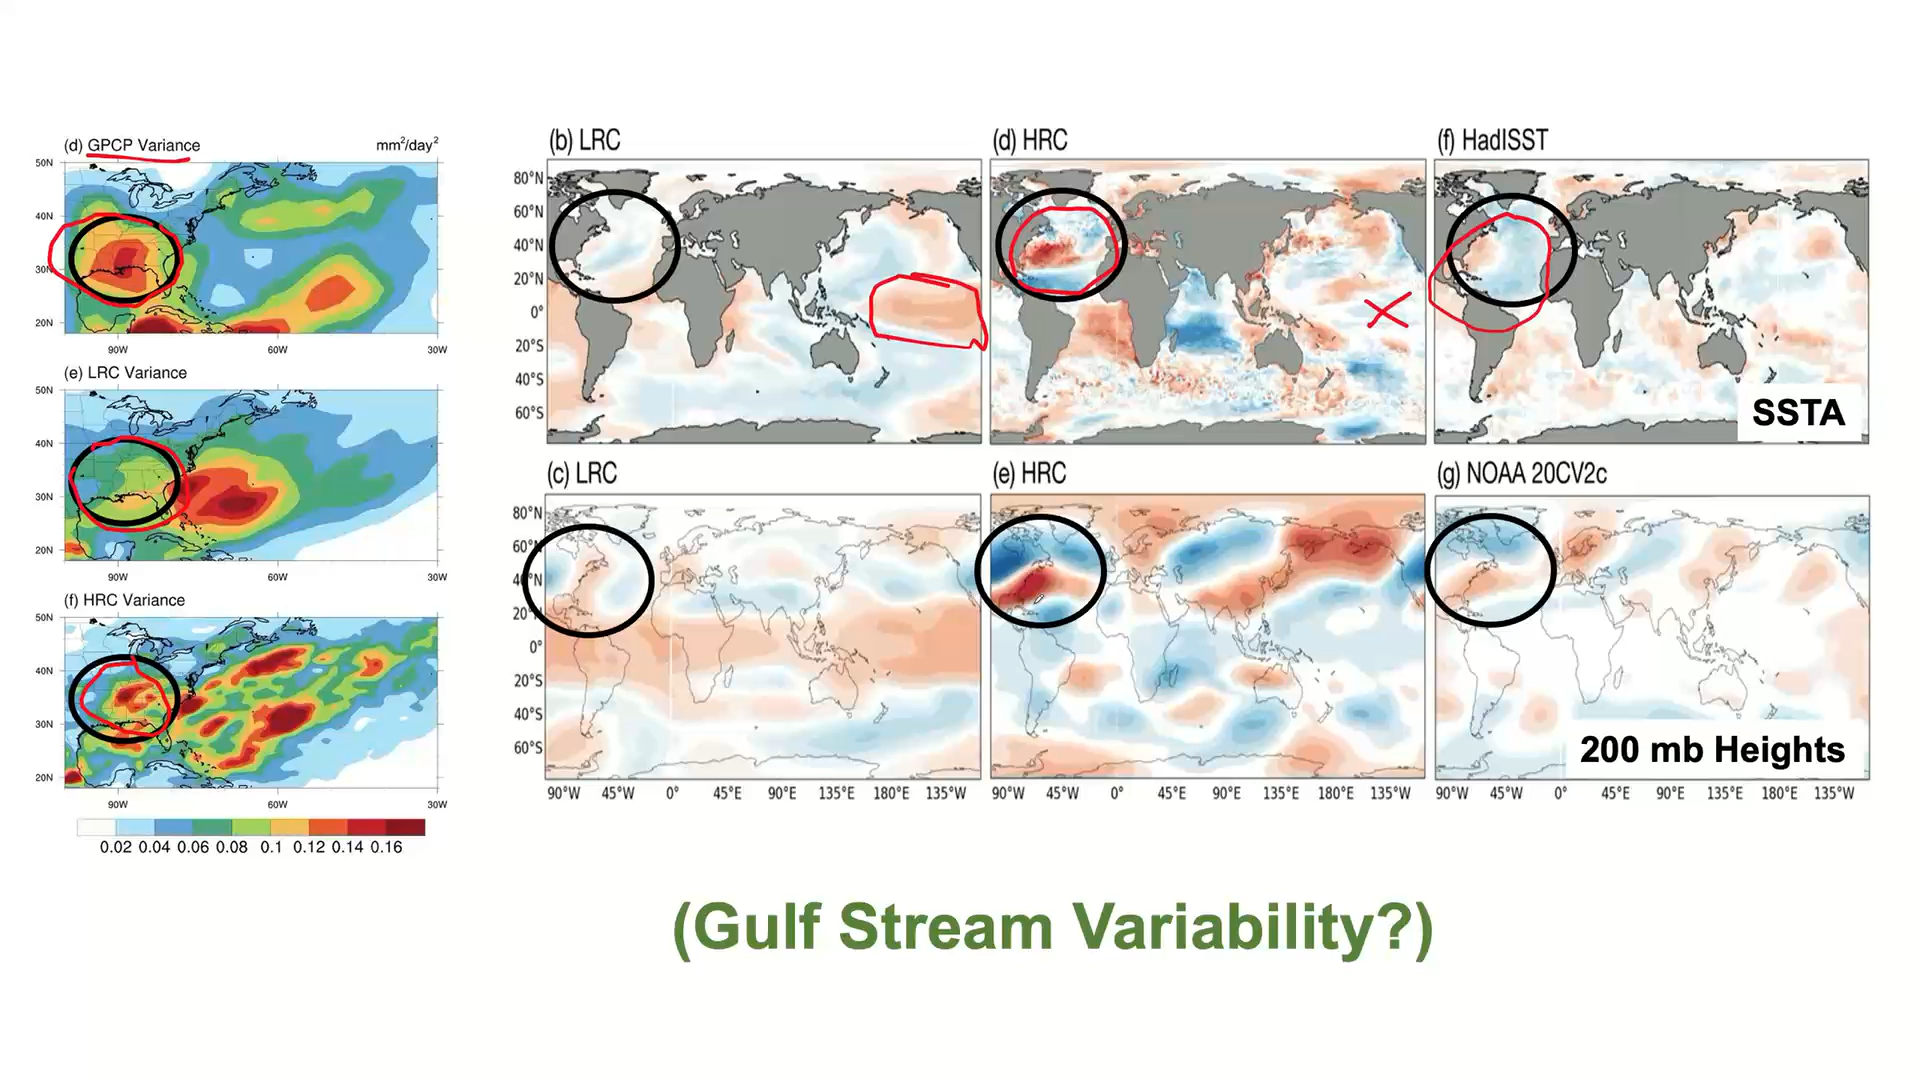 (d) GPCP Variance mm²/day²
50N
40N
30N
20N
90W 60W 30W
(e) LRC Variance
50N
40N
30N
20N
90W 60W 30W
(f) HRC Variance
50N
40N
30N
20N
90W 60W 30W
0.02 0.04 0.06 0.08 0.1 0.12 0.14 0.16
(b) LRC (d) HRC (f) HadISST
80°N
60°N
40°N
20°N
0°
20°S
40°S
60°S
SSTA
(c) LRC (e) HRC (g) NOAA 20CV2c
80°N
60°N
40°N
20°N
0°
20°S
40°S
60°S
200 mb Heights
90°W 45°W 0° 45°E 90°E 135°E 180°E 135°W
90°W 45°W 0° 45°E 90°E 135°E 180°E 135°W
90°W 45°W 0° 45°E 90°E 135°E 180°E 135°W
(Gulf Stream Variability?)